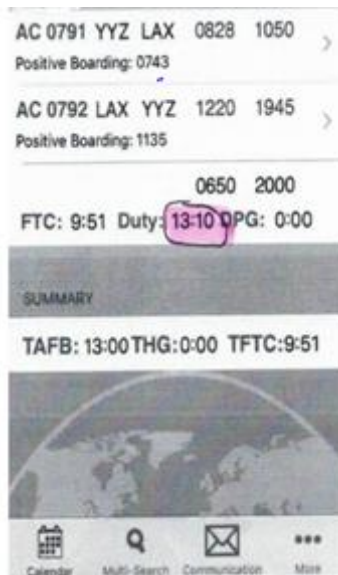 AC 0791 YYZ LAX 0828 1050
Positive Boarding: 0743
AC 0792 LAX YYZ 1220 1945
Positive Boarding: 1135
0650 2000
FTC: 9:51 Duty: 13:10 DPG: 0:00
SUMMARY
TAFB: 13:00 THG:0:00 TFTC:9:51
Calendar Multi-Search Communication More